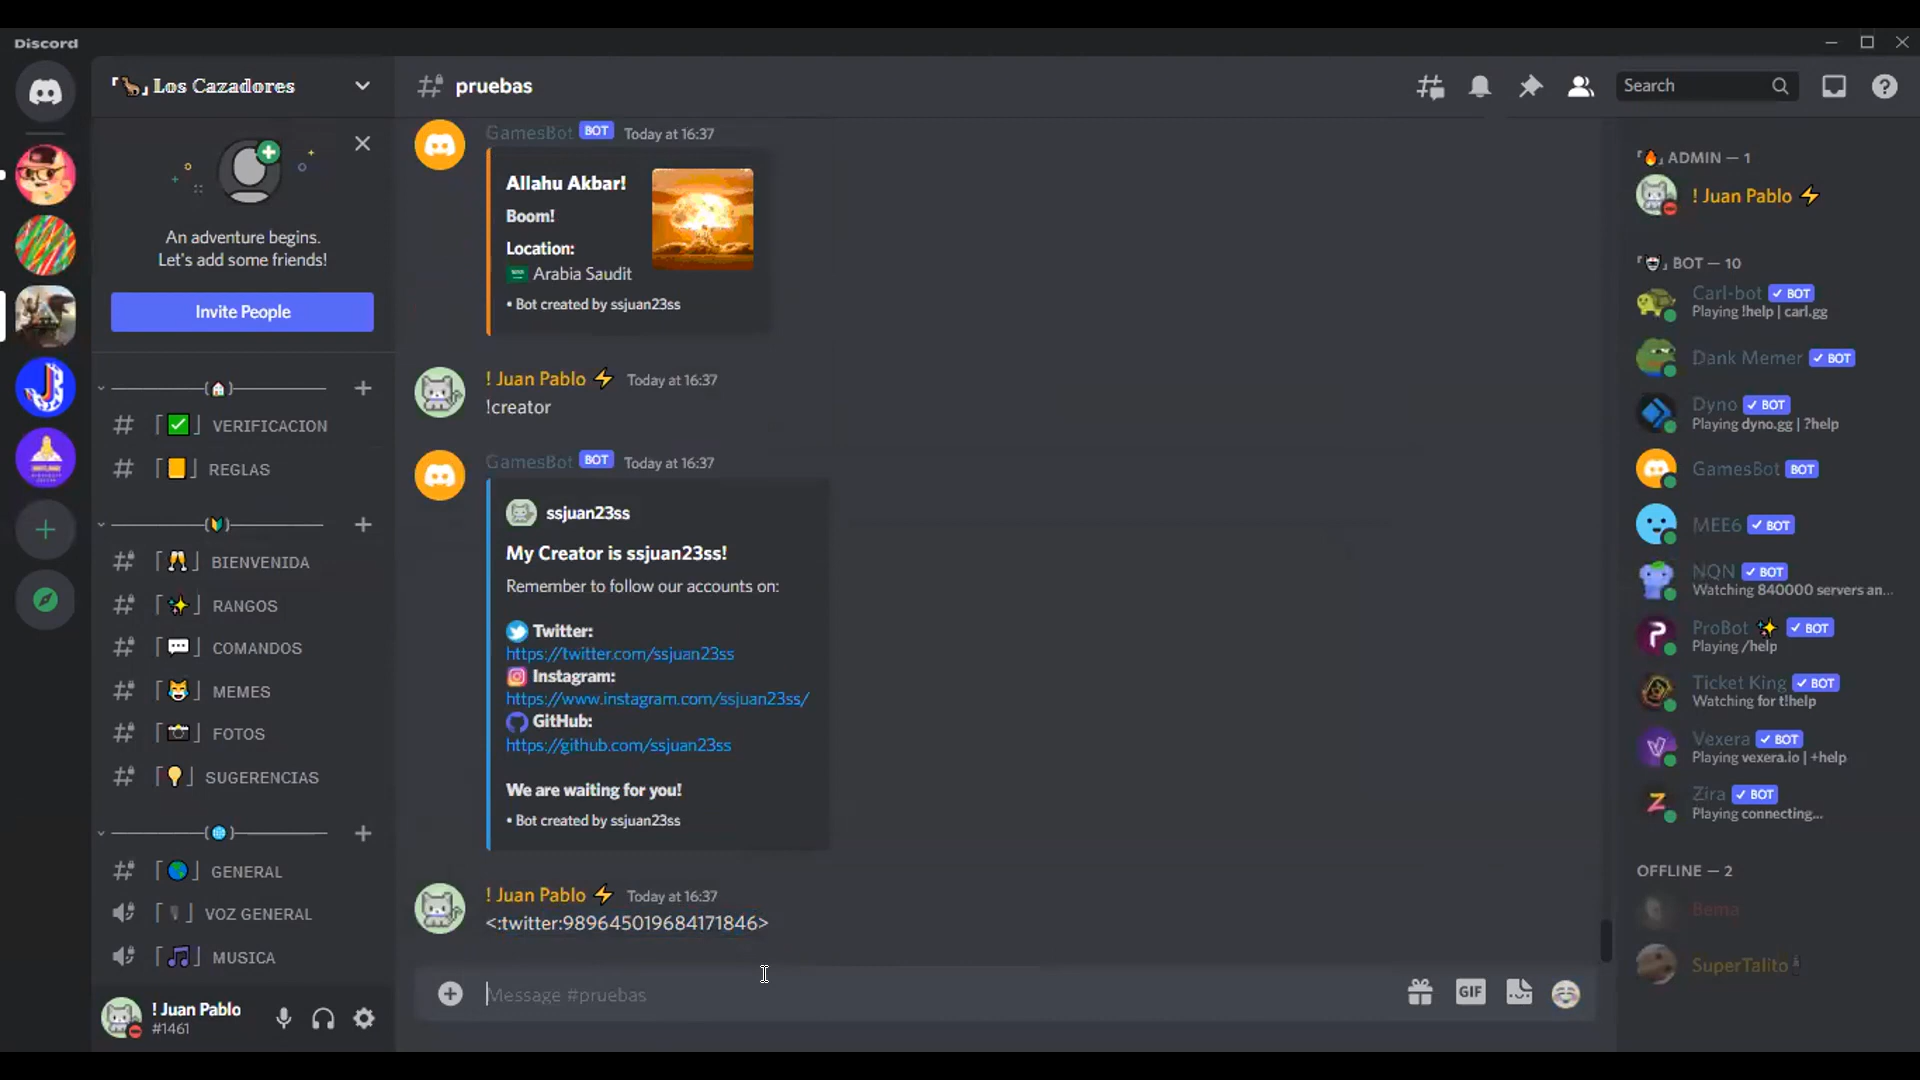 Discord
「🐎」Los Cazadores
An adventure begins.
Let's add some friends!
Invite People
# 「✅」 VERIFICACION
# 「📒」 REGLAS
# 「🥂」 BIENVENIDA
# 「✨」 RANGOS
# 「💬」 COMANDOS
# 「😹」 MEMES
# 「📷」 FOTOS
# 「💡」 SUGERENCIAS
# 「🌎」 GENERAL
「🎙」 VOZ GENERAL
「🎵」 MUSICA
! Juan Pablo
#1461
pruebas
Search
GamesBot BOT Today at 16:37
Allahu Akbar!
Boom!
Location:
Arabia Saudit
• Bot created by ssjuan23ss
! Juan Pablo ⚡ Today at 16:37
!creator
GamesBot BOT Today at 16:37
ssjuan23ss
My Creator is ssjuan23ss!
Remember to follow our accounts on:
Twitter:
https://twitter.com/ssjuan23ss
Instagram:
https://www.instagram.com/ssjuan23ss/
GitHub:
https://github.com/ssjuan23ss
We are waiting for you!
• Bot created by ssjuan23ss
! Juan Pablo ⚡ Today at 16:37
<:twitter:989645019684171846>
Message #pruebas
GIF
「🔥」 ADMIN — 1
! Juan Pablo ⚡
「🤖」 BOT — 10
Carl-bot ✓ BOT
Playing !help | carl.gg
Dank Memer ✓ BOT
Dyno ✓ BOT
Playing dyno.gg | ?help
GamesBot BOT
MEE6 ✓ BOT
NQN ✓ BOT
Watching 840000 servers an...
ProBot ✨ ✓ BOT
Playing /help
Ticket King ✓ BOT
Watching for t!help
Vexera ✓ BOT
Playing vexera.io | +help
Zira ✓ BOT
Playing connecting...
OFFLINE — 2
Bema
SuperTalito